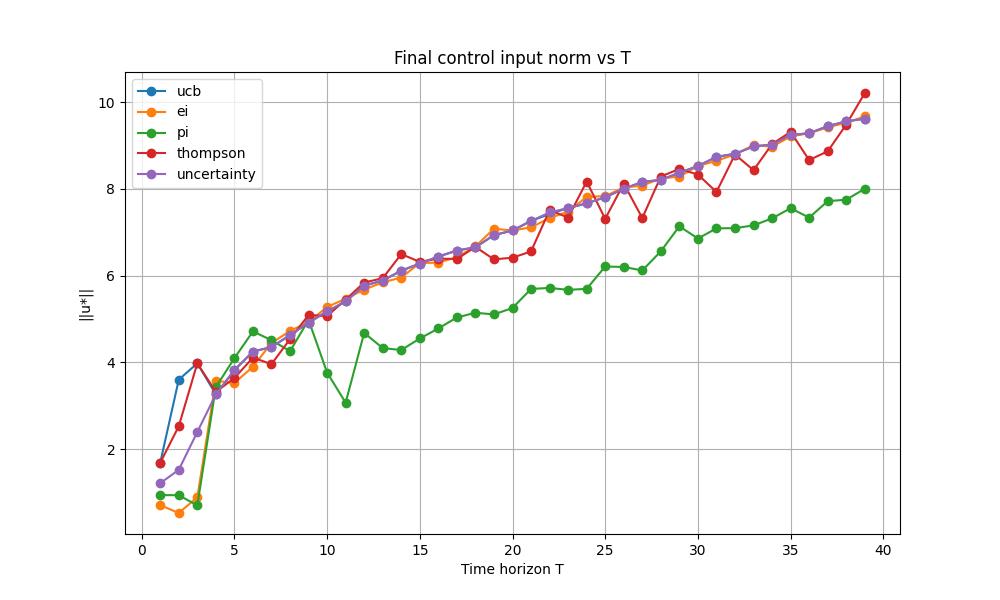 Final control input norm vs T
ucb
ei
pi
thompson
uncertainty
10
8
6
4
2
||u*||
0 5 10 15 20 25 30 35 40
Time horizon T